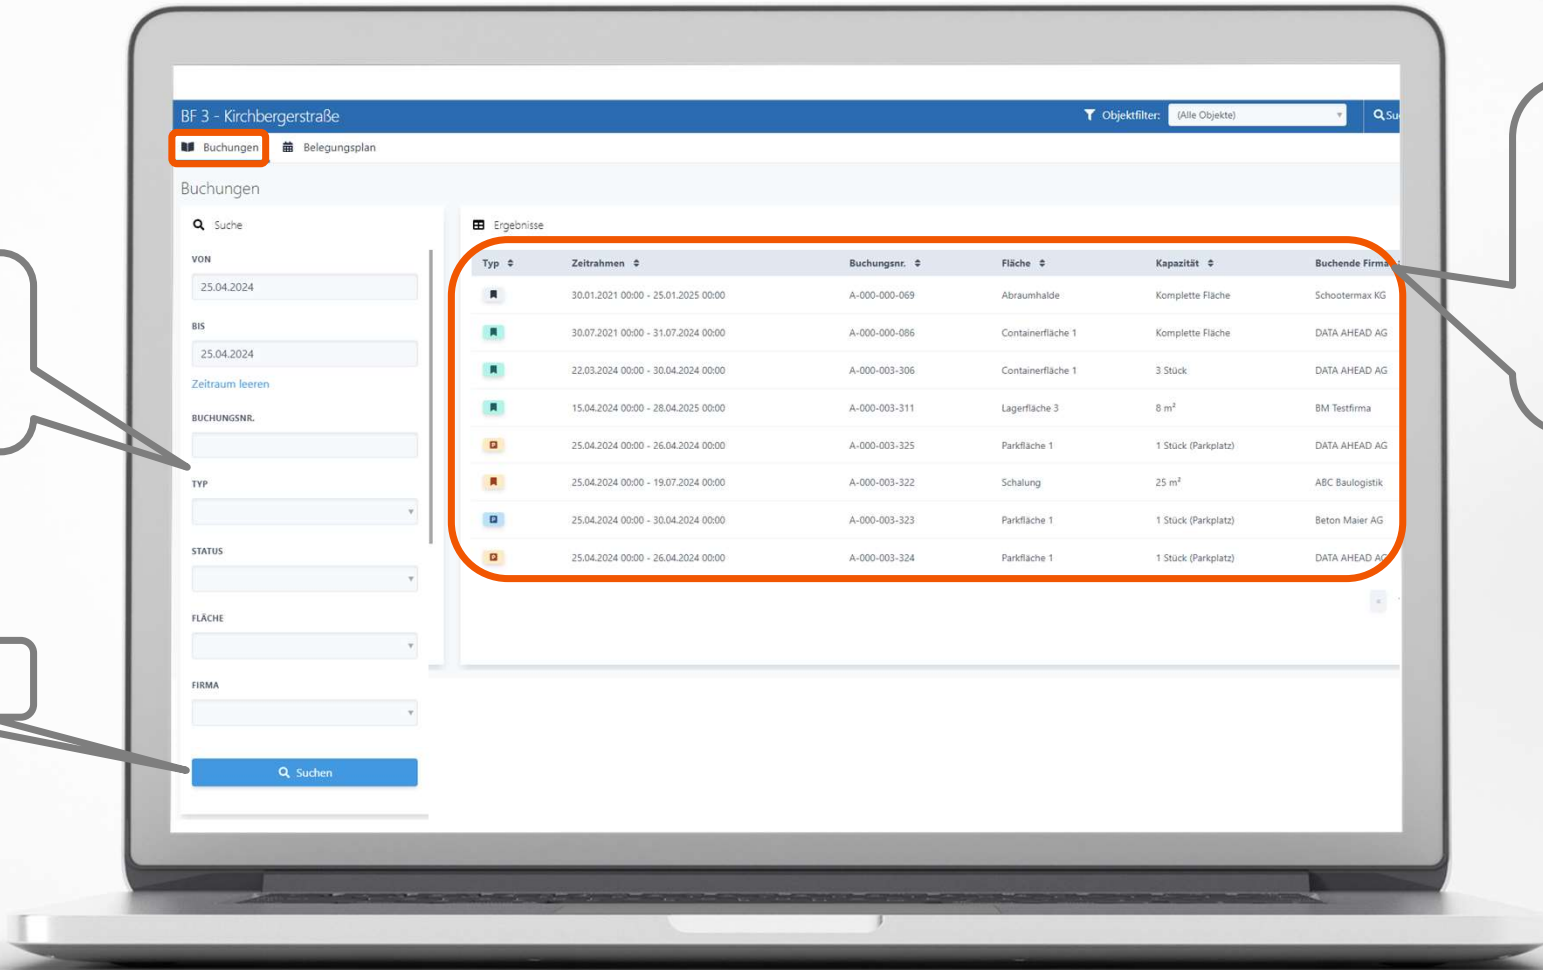 BF 3 - Kirchbergerstraße Objektfilter: (Alle Objekte)
Buchungen Belegungsplan
Buchungen
Suche
VON
25.04.2024
BIS
25.04.2024
Zeitraum leeren
BUCHUNGSNR.
TYP
STATUS
FLÄCHE
FIRMA
Suchen
Ergebnisse
Typ Zeitrahmen Buchungsnr. Fläche Kapazität Buchende Firma
30.01.2021 00:00 - 25.01.2025 00:00 A-000-000-069 Abraumhalde Komplette Fläche Schootermax KG
30.07.2021 00:00 - 31.07.2024 00:00 A-000-000-086 Containerfläche 1 Komplette Fläche DATA AHEAD AG
22.03.2024 00:00 - 30.04.2024 00:00 A-000-003-306 Containerfläche 1 3 Stück DATA AHEAD AG
15.04.2024 00:00 - 28.04.2025 00:00 A-000-003-311 Lagerfläche 3 8 m² BM Testfirma
P 25.04.2024 00:00 - 26.04.2024 00:00 A-000-003-325 Parkfläche 1 1 Stück (Parkplatz) DATA AHEAD AG
25.04.2024 00:00 - 19.07.2024 00:00 A-000-003-322 Schalung 25 m² ABC Baulogistik
P 25.04.2024 00:00 - 30.04.2024 00:00 A-000-003-323 Parkfläche 1 1 Stück (Parkplatz) Beton Maier AG
P 25.04.2024 00:00 - 26.04.2024 00:00 A-000-003-324 Parkfläche 1 1 Stück (Parkplatz) DATA AHEAD AG
«